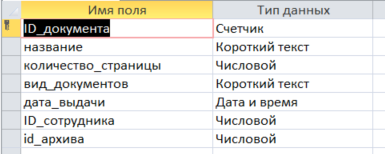 Имя поля Тип данных
ID_документа Счетчик
название Короткий текст
количество_страницы Числовой
вид_документов Короткий текст
дата_выдачи Дата и время
ID_сотрудника Числовой
id_архива Числовой